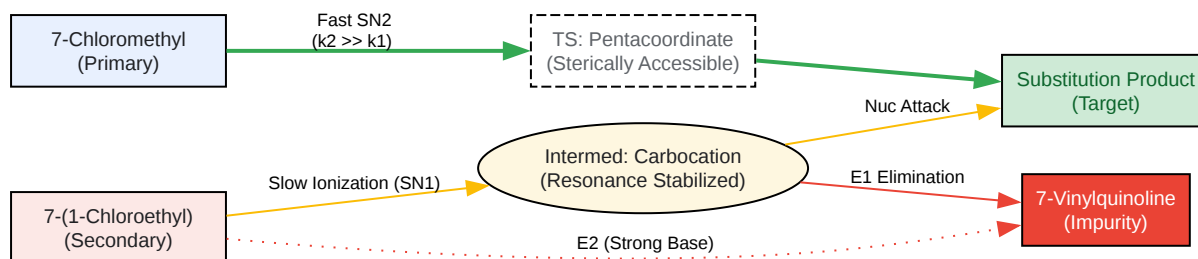 7-Chloromethyl
(Primary)
Fast SN2
(k2 >> k1)
TS: Pentacoordinate
(Sterically Accessible)
Substitution Product
(Target)
Nuc Attack
Intermed: Carbocation
(Resonance Stabilized)
Slow Ionization (SN1)
E1 Elimination
7-(1-Chloroethyl)
(Secondary)
7-Vinylquinoline
(Impurity)
E2 (Strong Base)